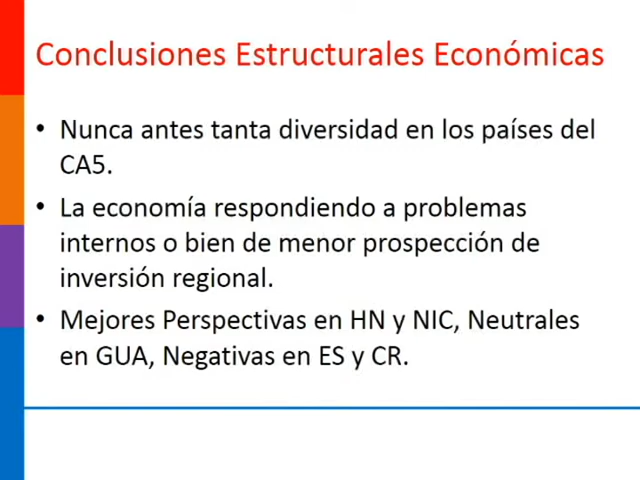 Conclusiones Estructurales Económicas
• Nunca antes tanta diversidad en los países del
CA5.
• La economía respondiendo a problemas
internos o bien de menor prospección de
inversión regional.
• Mejores Perspectivas en HN y NIC, Neutrales
en GUA, Negativas en ES y CR.